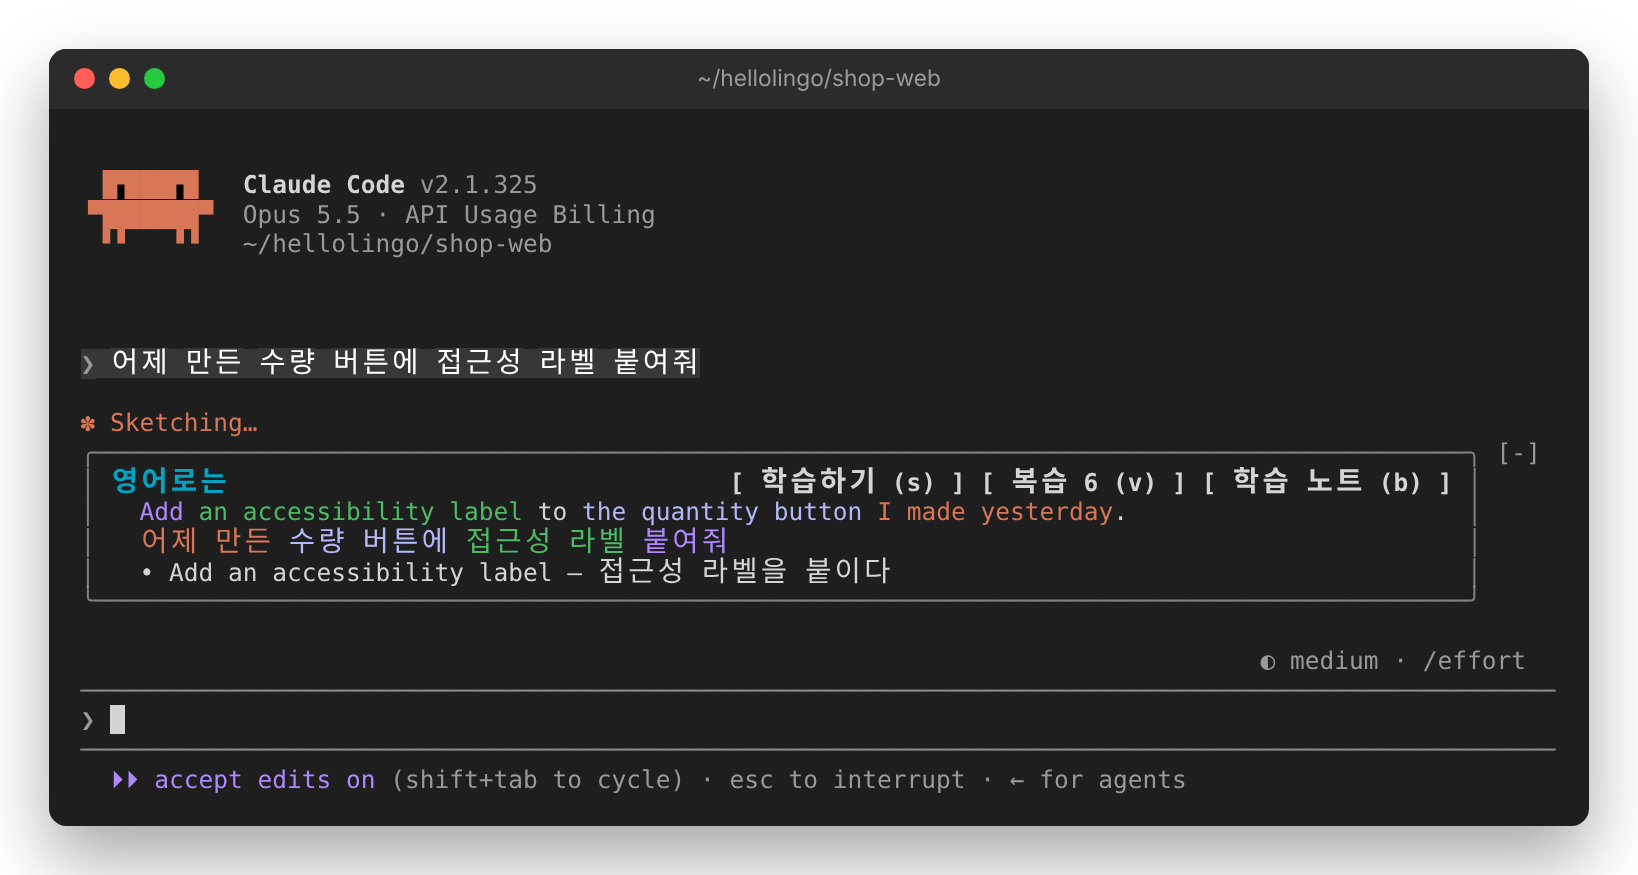 ~/hellolingo/shop-web
Claude Code v2.1.325
Opus 5.5 · API Usage Billing
~/hellolingo/shop-web
❯ 어제 만든 수량 버튼에 접근성 라벨 붙여줘
✽ Sketching…
[-]
영어로는 [ 학습하기 (s) ] [ 복습 6 (v) ] [ 학습 노트 (b) ]
Add an accessibility label to the quantity button I made yesterday.
어제 만든 수량 버튼에 접근성 라벨 붙여줘
• Add an accessibility label — 접근성 라벨을 붙이다
◐ medium · /effort
❯
⏵⏵ accept edits on (shift+tab to cycle) · esc to interrupt · ← for agents